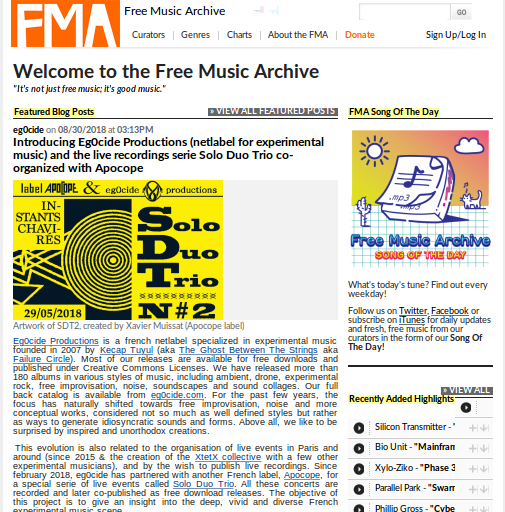 FMA
Free Music Archive
GO
Curators | Genres | Charts | About the FMA | Donate
Sign Up/Log In
Welcome to the Free Music Archive
"It's not just free music; it's good music."
Featured Blog Posts
» VIEW ALL FEATURED POSTS
eg0cide on 08/30/2018 at 03:13PM
Introducing Eg0cide Productions (netlabel for experimental
music) and the live recordings serie Solo Duo Trio co-
organized with Apocope
label APOCOPE & eg0cide productions
IN-
STANTS
CHAVI-
RÉS
Solo
Duo
Trio
N#2
29/05/2018
Artwork of SDT2, created by Xavier Muissat (Apocope label)
Eg0cide Productions is a french netlabel specialized in experimental music
founded in 2007 by Kecap Tuyul (aka The Ghost Between The Strings aka
Failure Circle). Most of our releases are available for free downloads and
published under Creative Commons Licenses. We have released more than
180 albums in various styles of music, including ambient, drone, experimental
rock, free improvisation, noise, soundscapes and sound collages. Our full
back catalog is available from eg0cide.com. For the past few years, the
focus has naturally shifted towards free improvisation, noise and more
conceptual works, considered not so much as well defined styles but rather
as ways to generate idiosyncratic sounds and forms. Above all, we like to be
surprised by inspired and unorthodox creations.
This evolution is also related to the organisation of live events in Paris and
around (since 2015 & the creation of the XtetX collective with a few other
experimental musicians), and by the wish to publish live recordings. Since
february 2018, eg0cide has partnered with another French label, Apocope, for
a special serie of live events called Solo Duo Trio. All these concerts are
recorded and later co-published as free download releases. The objective of
this project is to give an insight into the deep, vivid and diverse French
experimental music scene.
FMA Song Of The Day
.mp3
.mp3
Free Music Archive
SONG OF THE DAY
What's today's tune? Find out every
weekday!
Follow us on Twitter, Facebook or
subscribe on iTunes for daily updates
and fresh, free music from our
curators in the form of our Song Of
The Day!
» VIEW ALL
Recently Added Highlights
Silicon Transmitter - "
Bio Unit - "Mainfram
Xylo-Ziko - "Phase 3
Parallel Park - "Swam
Phillip Gross - "Cybe